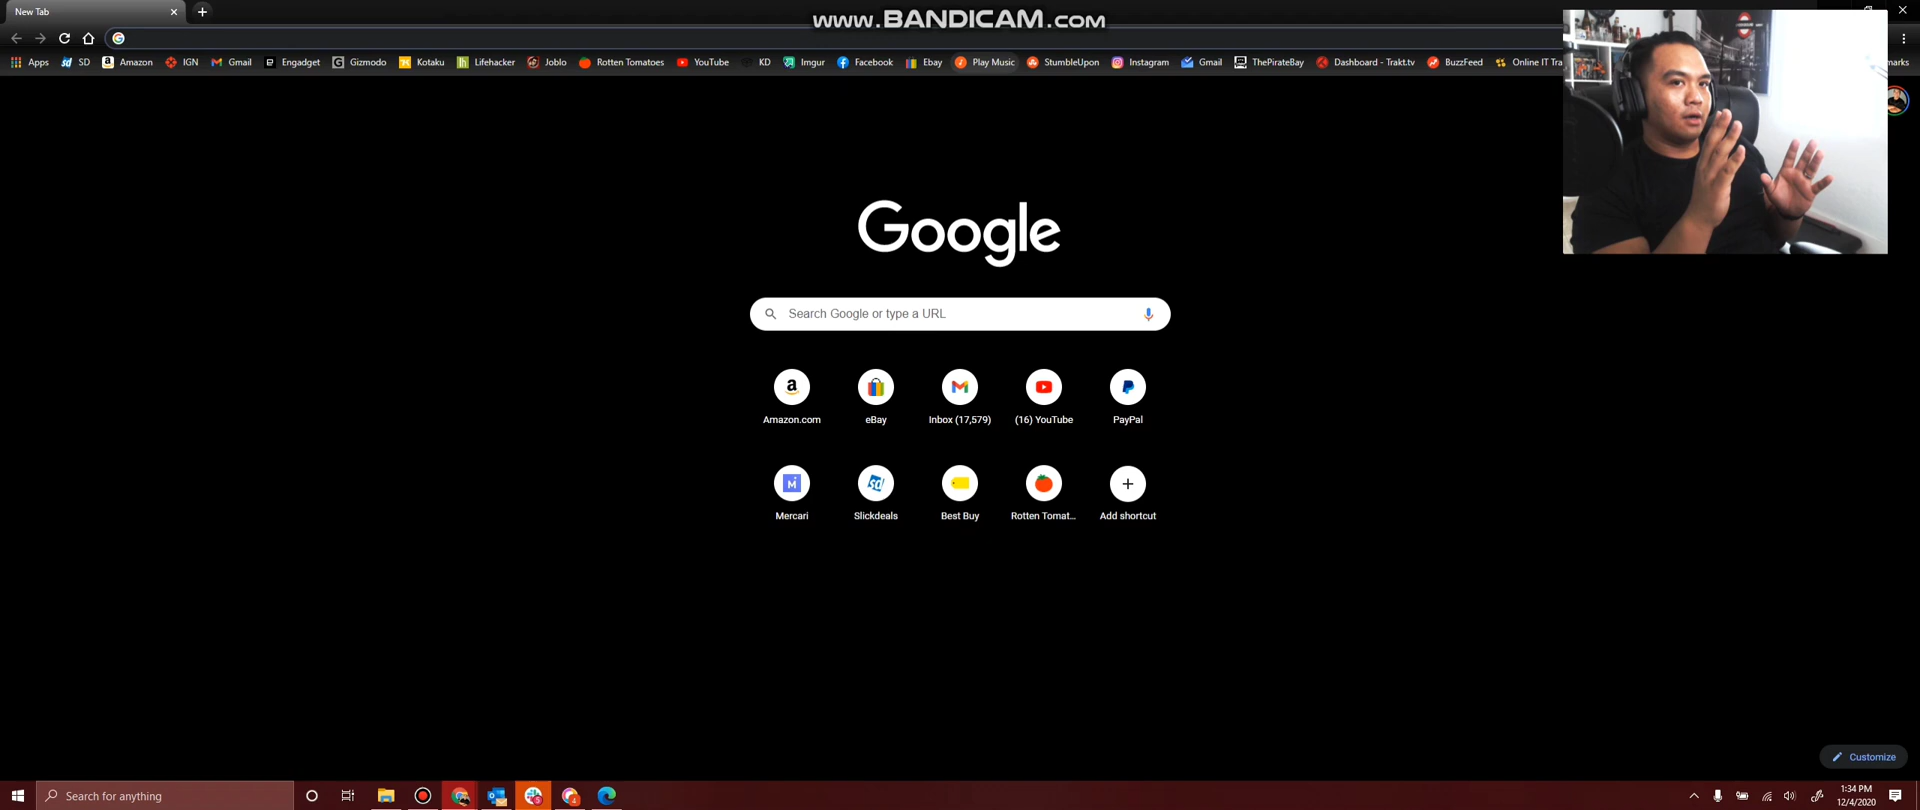 New Tab
www.BANDICAM.com
Apps SD Amazon IGN Gmail Engadget Gizmodo Kotaku Lifehacker Joblo Rotten Tomatoes YouTube KD Imgur Facebook Ebay Play Music StumbleUpon Instagram Gmail ThePirateBay Dashboard - Trakt.tv BuzzFeed Online IT Tra marks
Google
Search Google or type a URL
Amazon.com eBay Inbox (17,579) (16) YouTube PayPal
Mercari Slickdeals Best Buy Rotten Tomat... Add shortcut
Customize
Search for anything
1:34 PM
12/4/2020